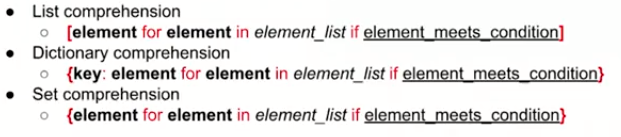 ● List comprehension
○ [element for element in element_list if element_meets_condition]
● Dictionary comprehension
○ {key: element for element in element_list if element_meets_condition}
● Set comprehension
○ {element for element in element_list if element_meets_condition}